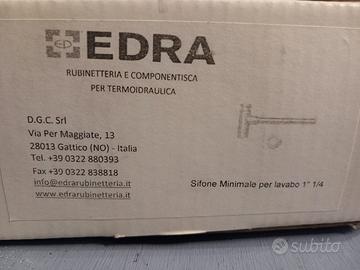 EDRA
RUBINETTERIA E COMPONENTISCA
PER TERMOIDRAULICA
D.G.C. Srl
Via Per Maggiate, 13
28013 Gattico (NO) - Italia
Tel. +39 0322 880393
Fax +39 0322 838818
info@edrarubinetteria.it
www.edrarubinetteria.it
Sifone Minimale per lavabo 1" 1/4
subito